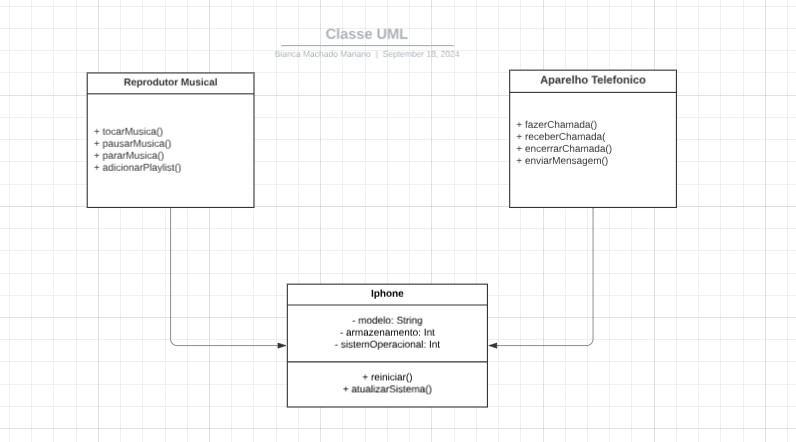 Classe UML
Bianca Machado Mariano | September 18, 2024
Reprodutor Musical
+ tocarMusica()
+ pausarMusica()
+ pararMusica()
+ adicionarPlaylist()
Aparelho Telefonico
+ fazerChamada()
+ receberChamada(
+ encerrarChamada()
+ enviarMensagem()
Iphone
- modelo: String
- armazenamento: Int
- sistemOperacional: Int
+ reiniciar()
+ atualizarSistema()